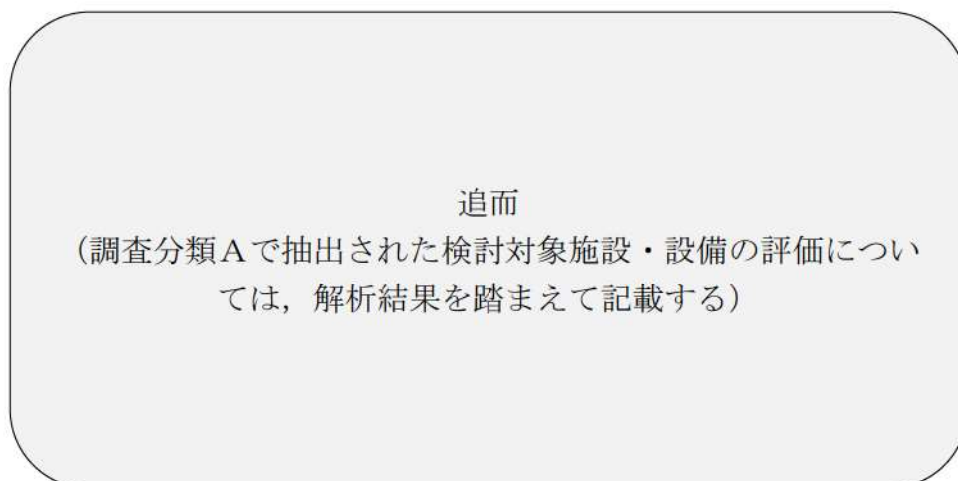 追而
(調査分類Aで抽出された検討対象施設・設備の評価につい
ては，解析結果を踏まえて記載する)